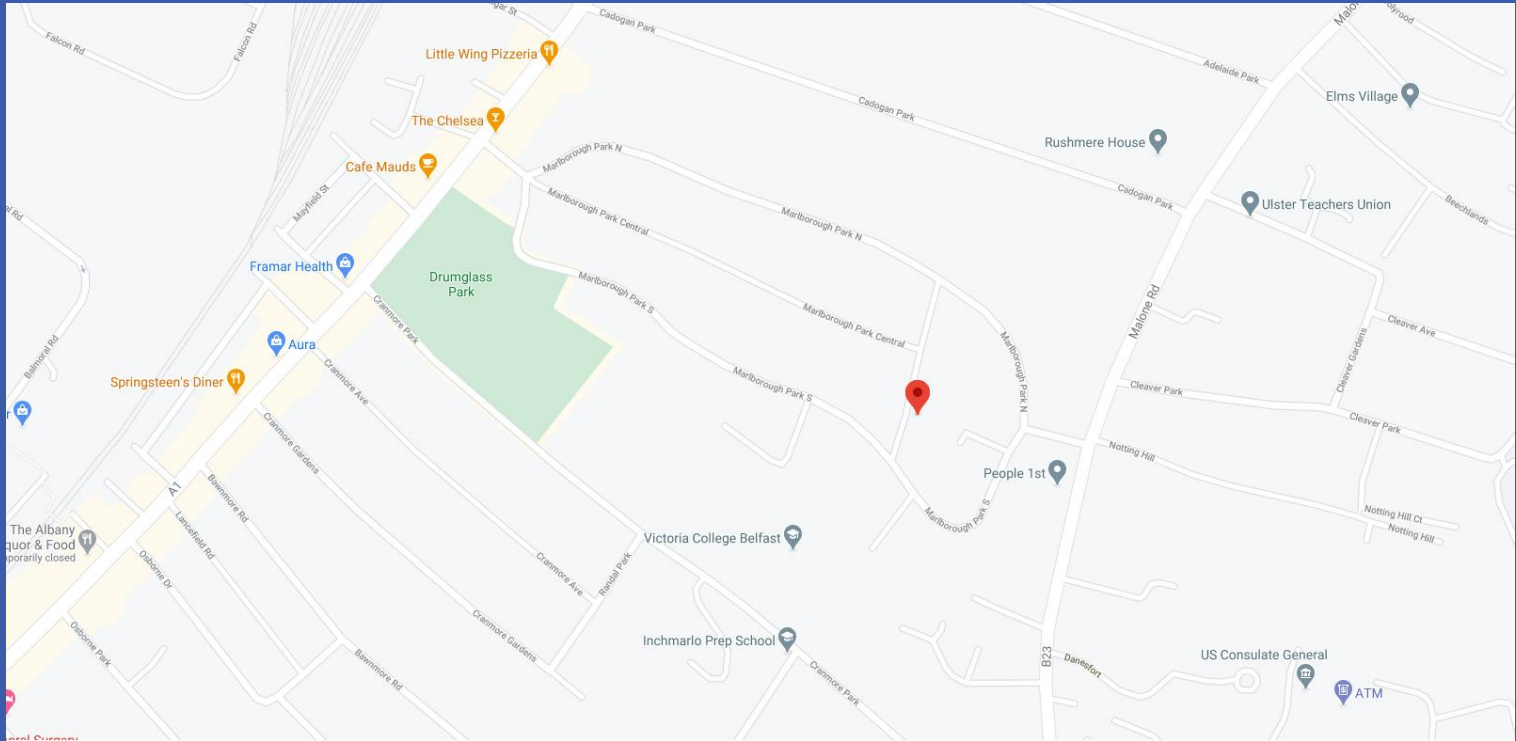 Falcon Rd
Falcon Rd
Cadogan Park
Little Wing Pizzeria
Adelaide Park
Elms Village
Cadogan Park
The Chelsea
Rushmere House
Marlborough Park N
Cafe Mauds
Cadogan Park
Mayfield St
Marlborough Park Central
Marlborough Park N
Ulster Teachers Union
Beechlands
Framar Health
Drumglass
Park
Marlborough Park S
Malone Rd
Cranmore Park
Marlborough Park Central
Cleaver Ave
Balmoral Rd
Aura
Cranmore Ave
Marlborough Park N
Cleaver Gardens
Springsteen's Diner
Marlborough Park S
Cleaver Park
Cleaver Park
Cranmore Gardens
Notting Hill
People 1st
A1
Bawnmore Rd
Marlborough Park S
Notting Hill Ct
Notting Hill
The Albany
quor & Food
porarily closed
Lancefield Rd
Victoria College Belfast
Osborne Dr
Cranmore Ave
Randal Park
Osborne Park
Cranmore Gardens
Inchmarlo Prep School
Bawnmore Rd
Cranmore Park
B23
Danesfort
US Consulate General
ATM